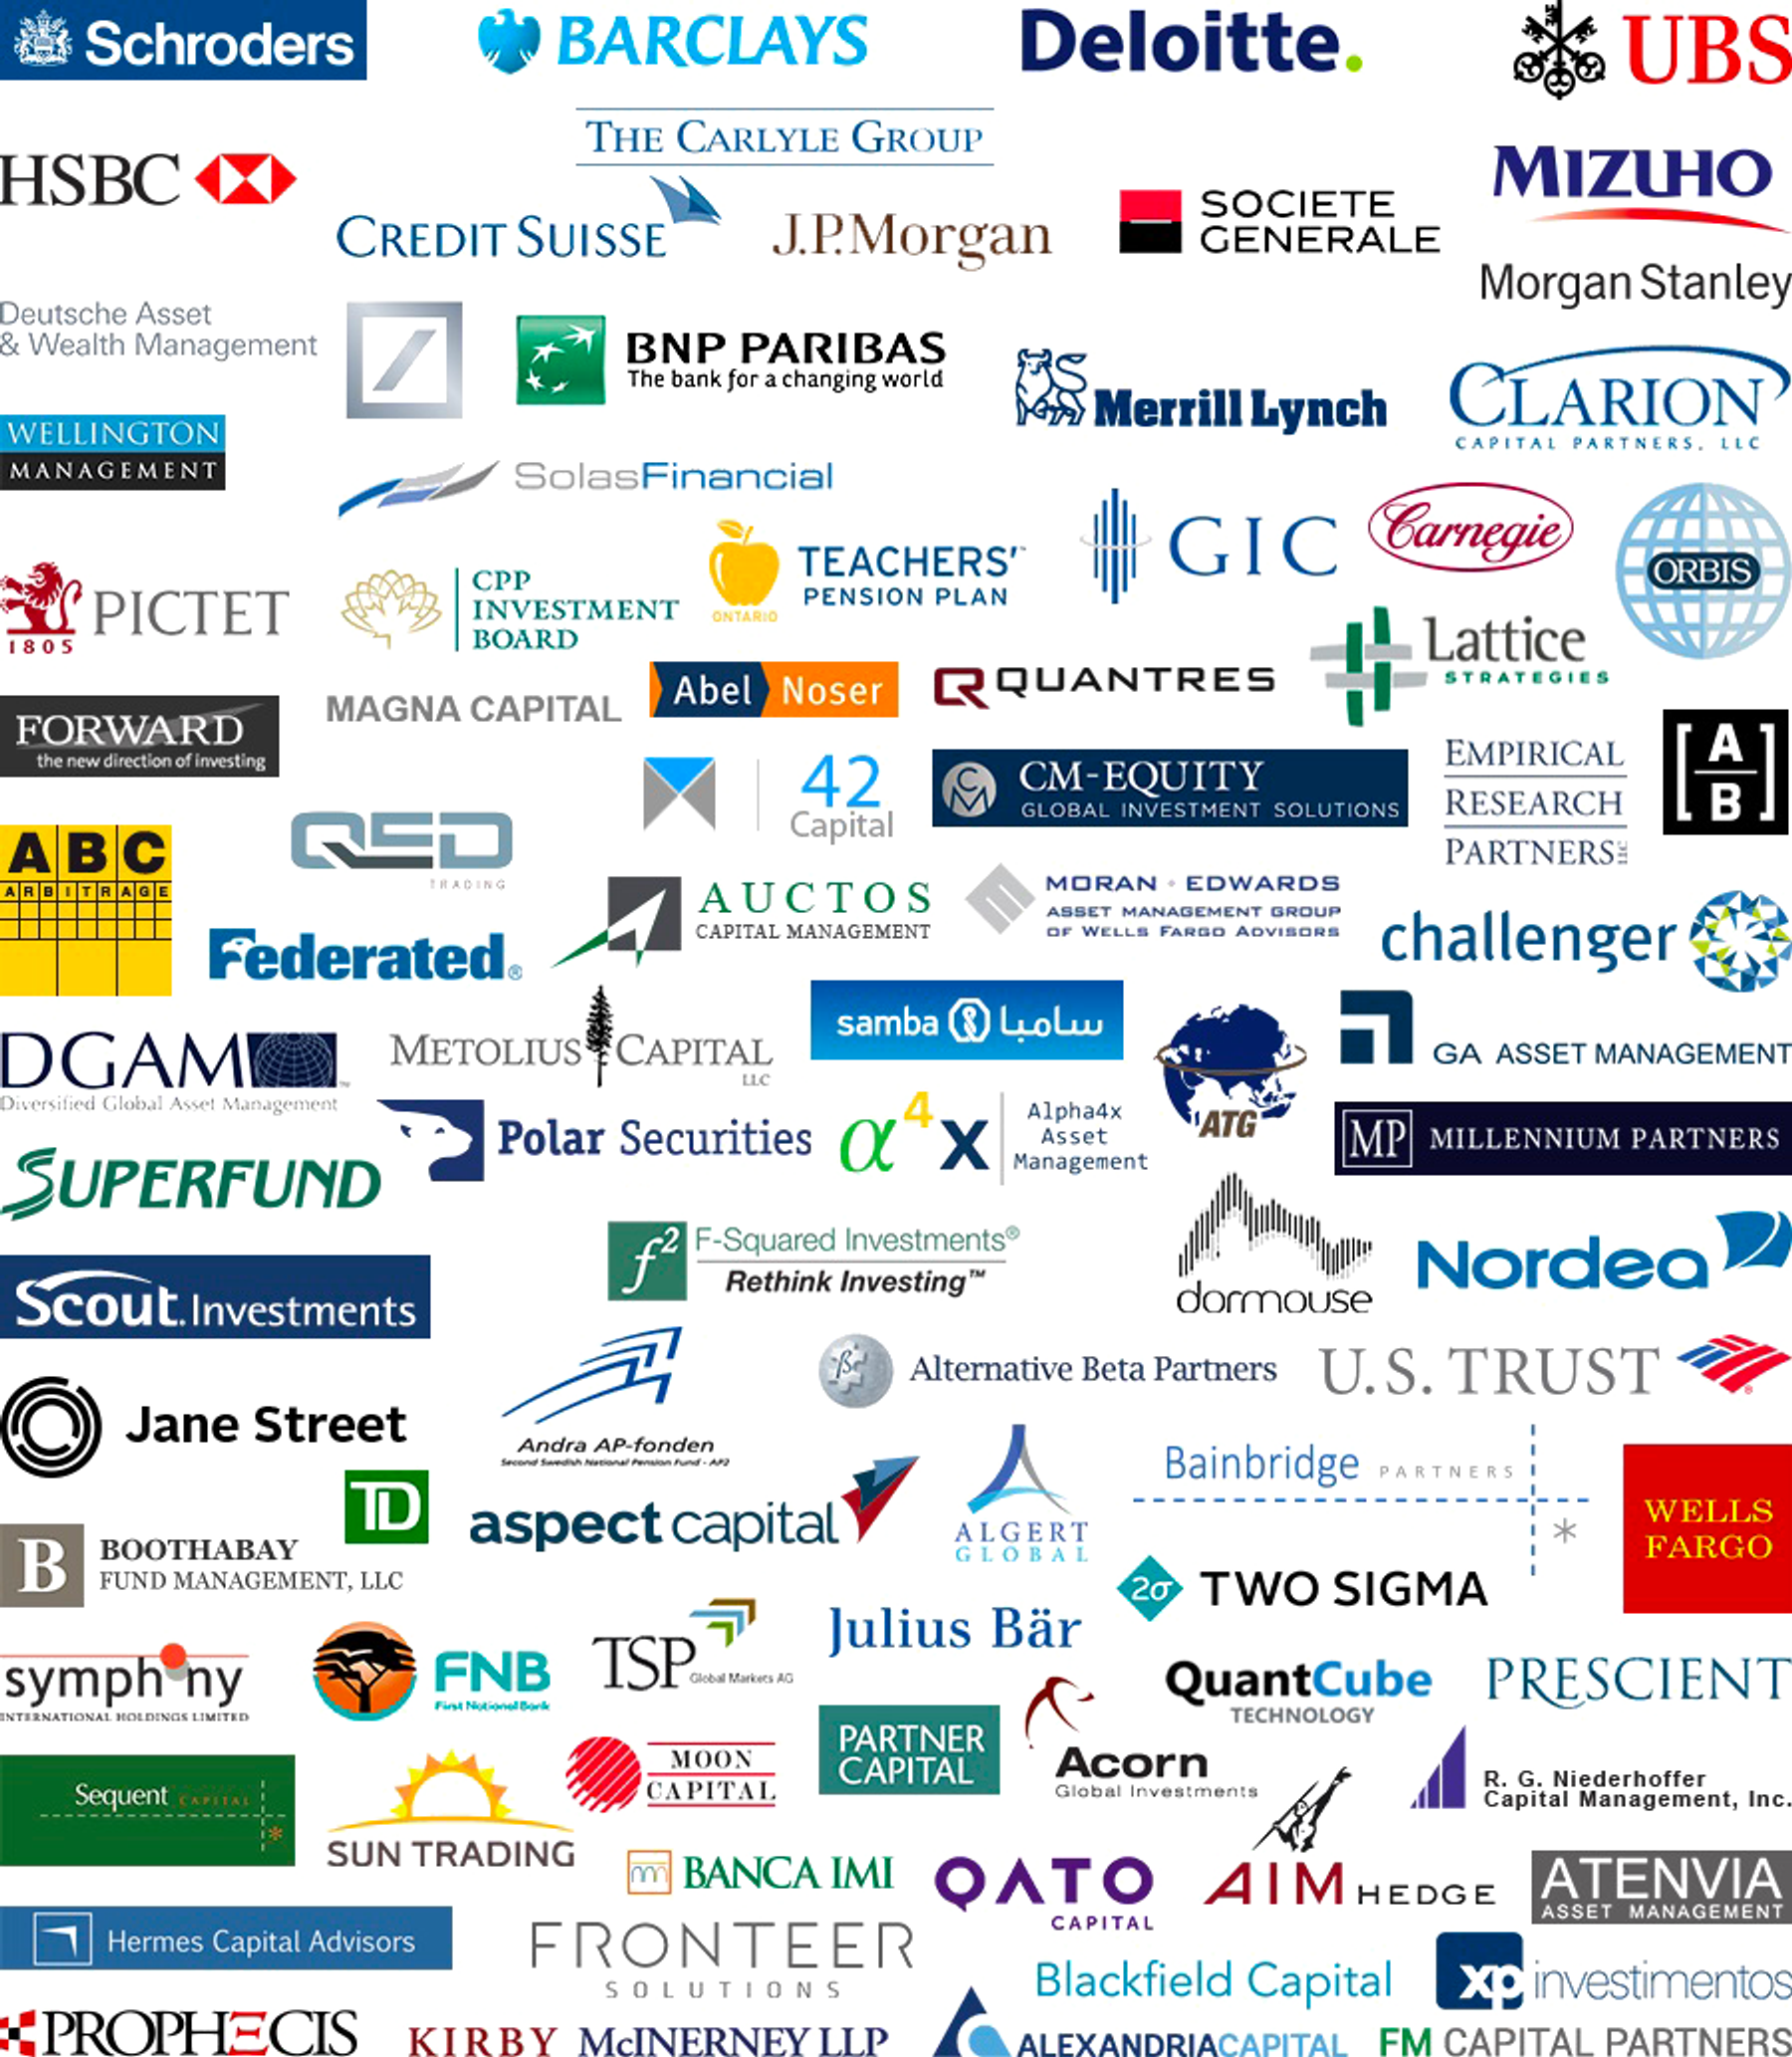 Schroders
BARCLAYS
Deloitte.
UBS
THE CARLYLE GROUP
HSBC
MIZUHO
CREDIT SUISSE
J.P.Morgan
SOCIETE
GENERALE
Morgan Stanley
Deutsche Asset
& Wealth Management
BNP PARIBAS
The bank for a changing world
Merrill Lynch
CLARION
CAPITAL PARTNERS, LLC
WELLINGTON
MANAGEMENT
SolasFinancial
GIC
Carnegie
ORBIS
PICTET
1805
CPP
INVESTMENT
BOARD
TEACHERS'
PENSION PLAN
ONTARIO
Lattice
STRATEGIES
FORWARD
the new direction of investing
MAGNA CAPITAL
Abel Noser
QUANTRES
42
Capital
CM
CM-EQUITY
GLOBAL INVESTMENT SOLUTIONS
EMPIRICAL
RESEARCH
PARTNERS LLC
[A
B]
ABC
ARBITRAGE
QED
TRADING
Federated®
AUCTOS
CAPITAL MANAGEMENT
MORAN EDWARDS
ASSET MANAGEMENT GROUP
OF WELLS FARGO ADVISORS
challenger
DGAM
Diversified Global Asset Management
METOLIUS CAPITAL
LLC
samba سامبا
ATG
GA ASSET MANAGEMENT
SUPERFUND
Polar Securities
α4x
Alpha4x
Asset
Management
MP MILLENNIUM PARTNERS
Scout Investments
f2 F-Squared Investments®
Rethink Investing™
dormouse
Nordea
Jane Street
Andra AP-fonden
Second Swedish National Pension Fund - AP2
ß Alternative Beta Partners
U.S. TRUST
TD
aspect capital
ALGERT
GLOBAL
Bainbridge PARTNERS
*
WELLS
FARGO
B BOOTHABAY
FUND MANAGEMENT, LLC
2σ TWO SIGMA
symphony
INTERNATIONAL HOLDINGS LIMITED
FNB
First National Bank
TSP
Global Markets AG
Julius Bär
QuantCube
TECHNOLOGY
PRESCIENT
Sequent CAPITAL
*
SUN TRADING
MOON
CAPITAL
PARTNER
CAPITAL
Acorn
Global Investments
R. G. Niederhoffer
Capital Management, Inc.
BANCA IMI
QATO
CAPITAL
AIM HEDGE
ATENVIA
ASSET MANAGEMENT
Hermes Capital Advisors
FRONTEER
SOLUTIONS
Blackfield Capital
xp investimentos
PROPHECIS
KIRBY McINERNEY LLP
ALEXANDRIACAPITAL
FM CAPITAL PARTNERS